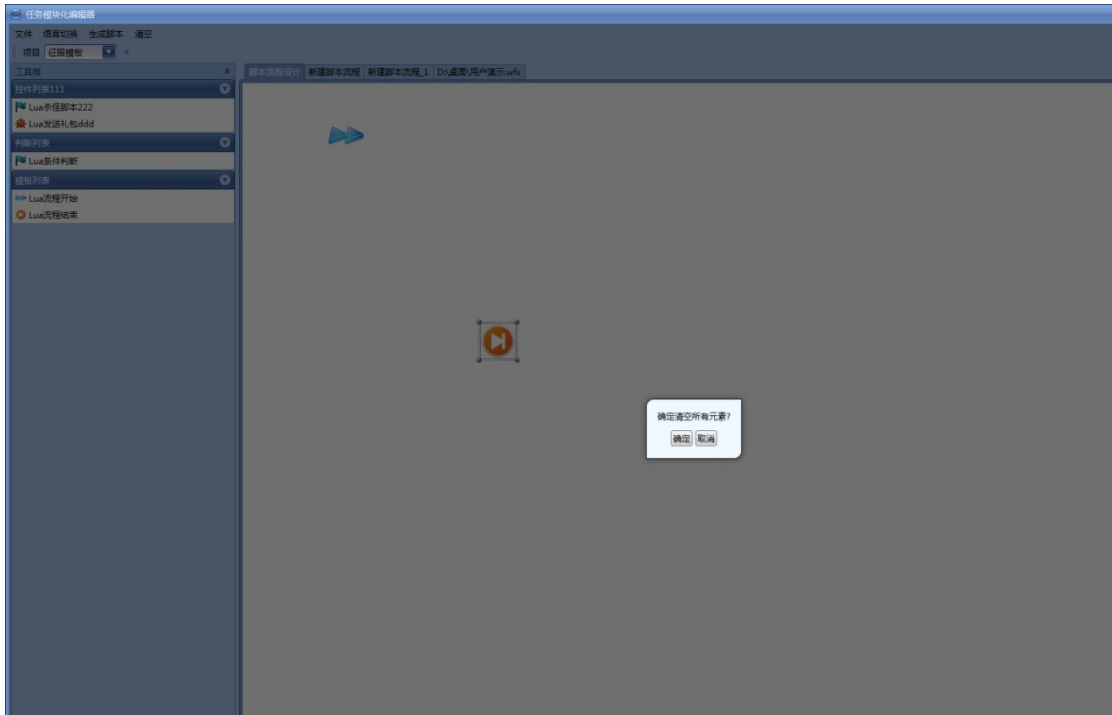 任务模块化编辑器
文件 语言切换 生成脚本 清空
项目 征服模板
工具箱
脚本流程设计 新建脚本流程 新建脚本流程_1 D:\桌面\用户演示.wfs
控件列表111
Lua杀怪脚本222
Lua发送礼包ddd
判断列表
Lua条件判断
模板列表
Lua流程开始
Lua流程结束
确定清空所有元素?
确定 取消